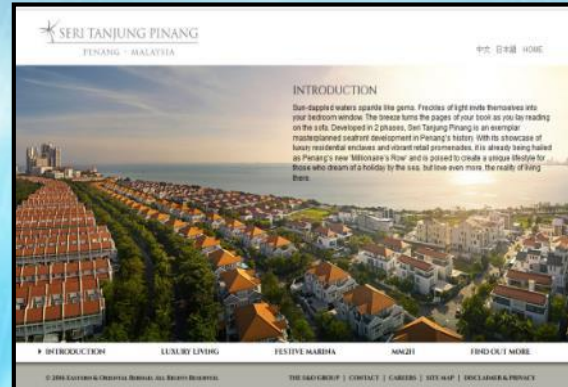 SERI TANJUNG PINANG
PENANG · MALAYSIA
中文 日本語 HOME
INTRODUCTION
Sun-dappled waters sparkle like gems. Freckles of light invite themselves into
your bedroom window. The breeze turns the pages of your book as you lay reading
on the sofa. Developed in 2 phases, Seri Tanjung Pinang is an exemplar
masterplanned seafront development in Penang's history. With its showcase of
luxury residential enclaves and vibrant retail promenades, it is already being hailed
as Penang's new 'Millionaire's Row' and is poised to create a unique lifestyle for
those who dream of a holiday by the sea, but love even more, the reality of living
there.
INTRODUCTION LUXURY LIVING FESTIVE MARINA MM2H FIND OUT MORE
© 2016 EASTERN & ORIENTAL BERHAD. ALL RIGHTS RESERVED. THE E&O GROUP | CONTACT | CAREERS | SITE MAP | DISCLAIMER & PRIVACY